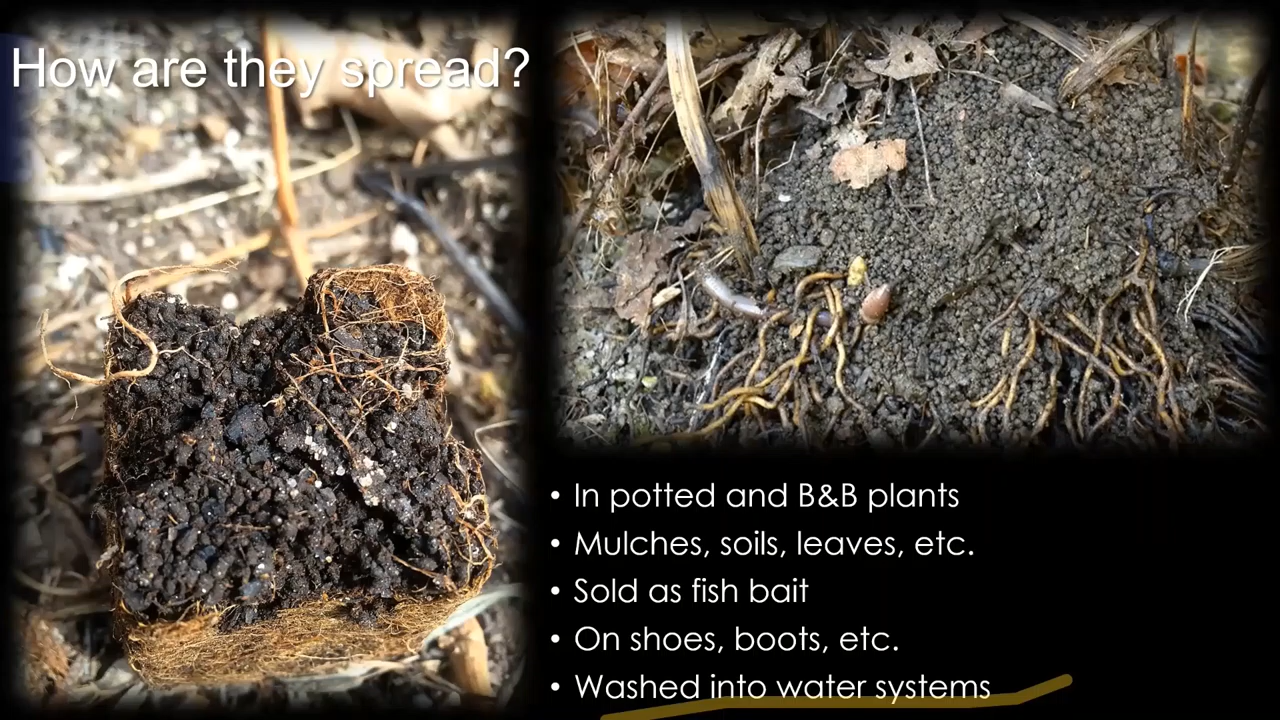 How are they spread?
• In potted and B&B plants
• Mulches, soils, leaves, etc.
• Sold as fish bait
• On shoes, boots, etc.
• Washed into water systems